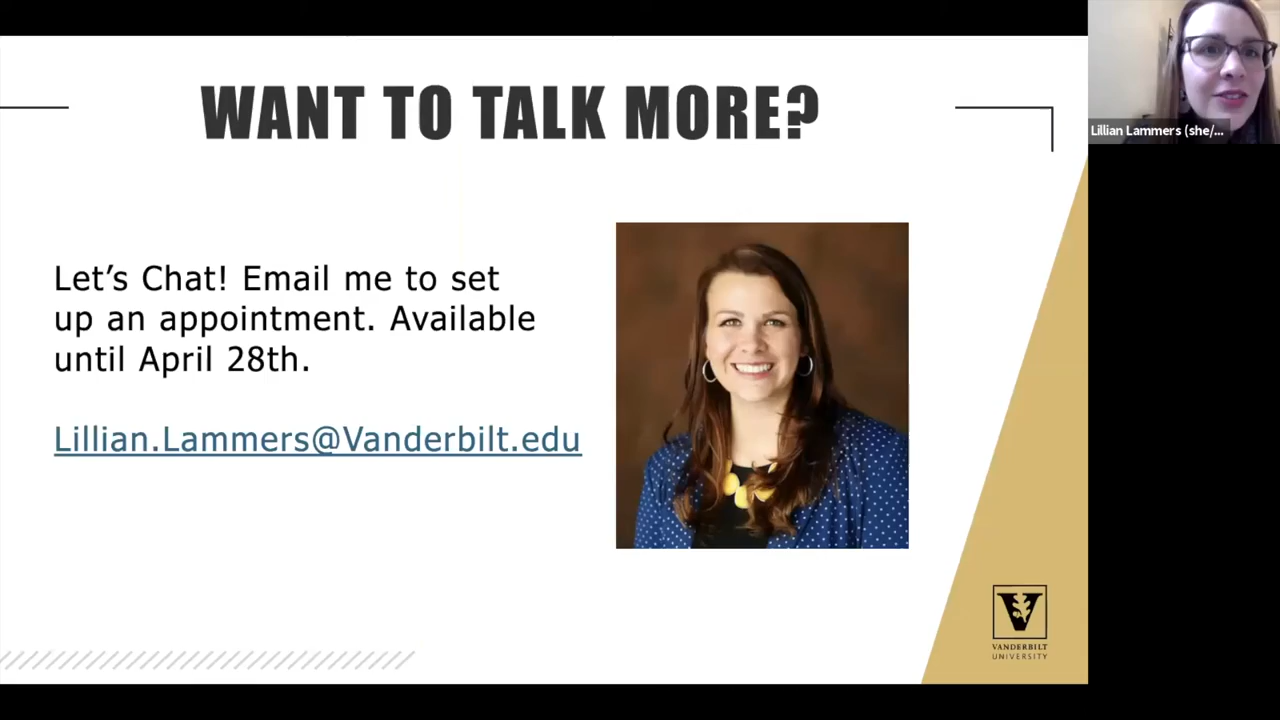 WANT TO TALK MORE?
Lillian Lammers (she/...
Let's Chat! Email me to set
up an appointment. Available
until April 28th.
Lillian.Lammers@Vanderbilt.edu
V
VANDERBILT
UNIVERSITY